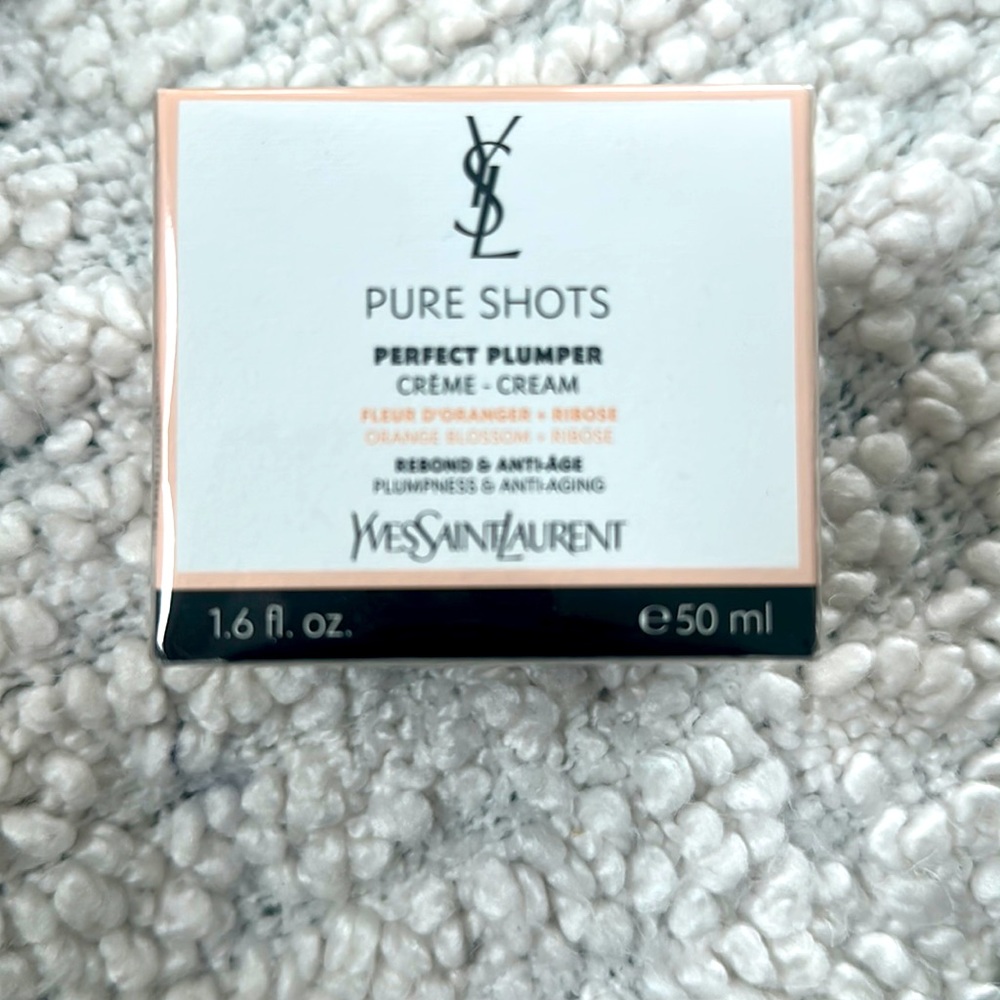 YSL
PURE SHOTS
PERFECT PLUMPER
CRÈME - CREAM
FLEUR D'ORANGER + RIBOSE
ORANGE BLOSSOM + RIBOSE
REBOND & ANTI-ÂGE
PLUMPNESS & ANTI-AGING
YVESSAINTLAURENT
1.6 fl. oz. ℮50 ml